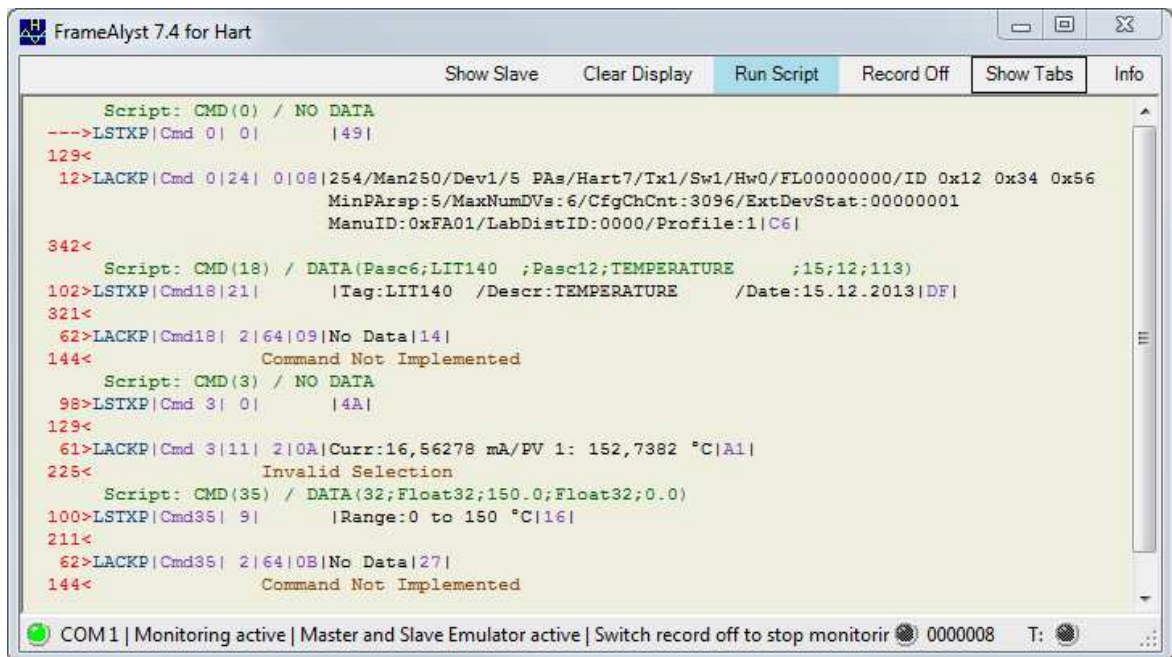 FrameAlyst 7.4 for Hart
Show Slave Clear Display Run Script Record Off Show Tabs Info
Script: CMD(0) / NO DATA
--->LSTXP|Cmd 0| 0| |49|
129<
12>LACKP|Cmd 0|24| 0|08|254/Man250/Dev1/5 PAs/Hart7/Tx1/Sw1/Hw0/FL00000000/ID 0x12 0x34 0x56
MinPArsp:5/MaxNumDVs:6/CfgChCnt:3096/ExtDevStat:00000001
ManuID:0xFA01/LabDistID:0000/Profile:1|C6|
342<
Script: CMD(18) / DATA(Pasc6;LIT140 ;Pasc12;TEMPERATURE ;15;12;113)
102>LSTXP|Cmd18|21| |Tag:LIT140 /Descr:TEMPERATURE /Date:15.12.2013|DF|
321<
62>LACKP|Cmd18| 2|64|09|No Data|14|
144< Command Not Implemented
Script: CMD(3) / NO DATA
98>LSTXP|Cmd 3| 0| |4A|
129<
61>LACKP|Cmd 3|11| 2|0A|Curr:16,56278 mA/PV 1: 152,7382 °C|A1|
225< Invalid Selection
Script: CMD(35) / DATA(32;Float32;150.0;Float32;0.0)
100>LSTXP|Cmd35| 9| |Range:0 to 150 °C|16|
211<
62>LACKP|Cmd35| 2|64|0B|No Data|27|
144< Command Not Implemented
COM 1 | Monitoring active | Master and Slave Emulator active | Switch record off to stop monitorir 0000008 T: